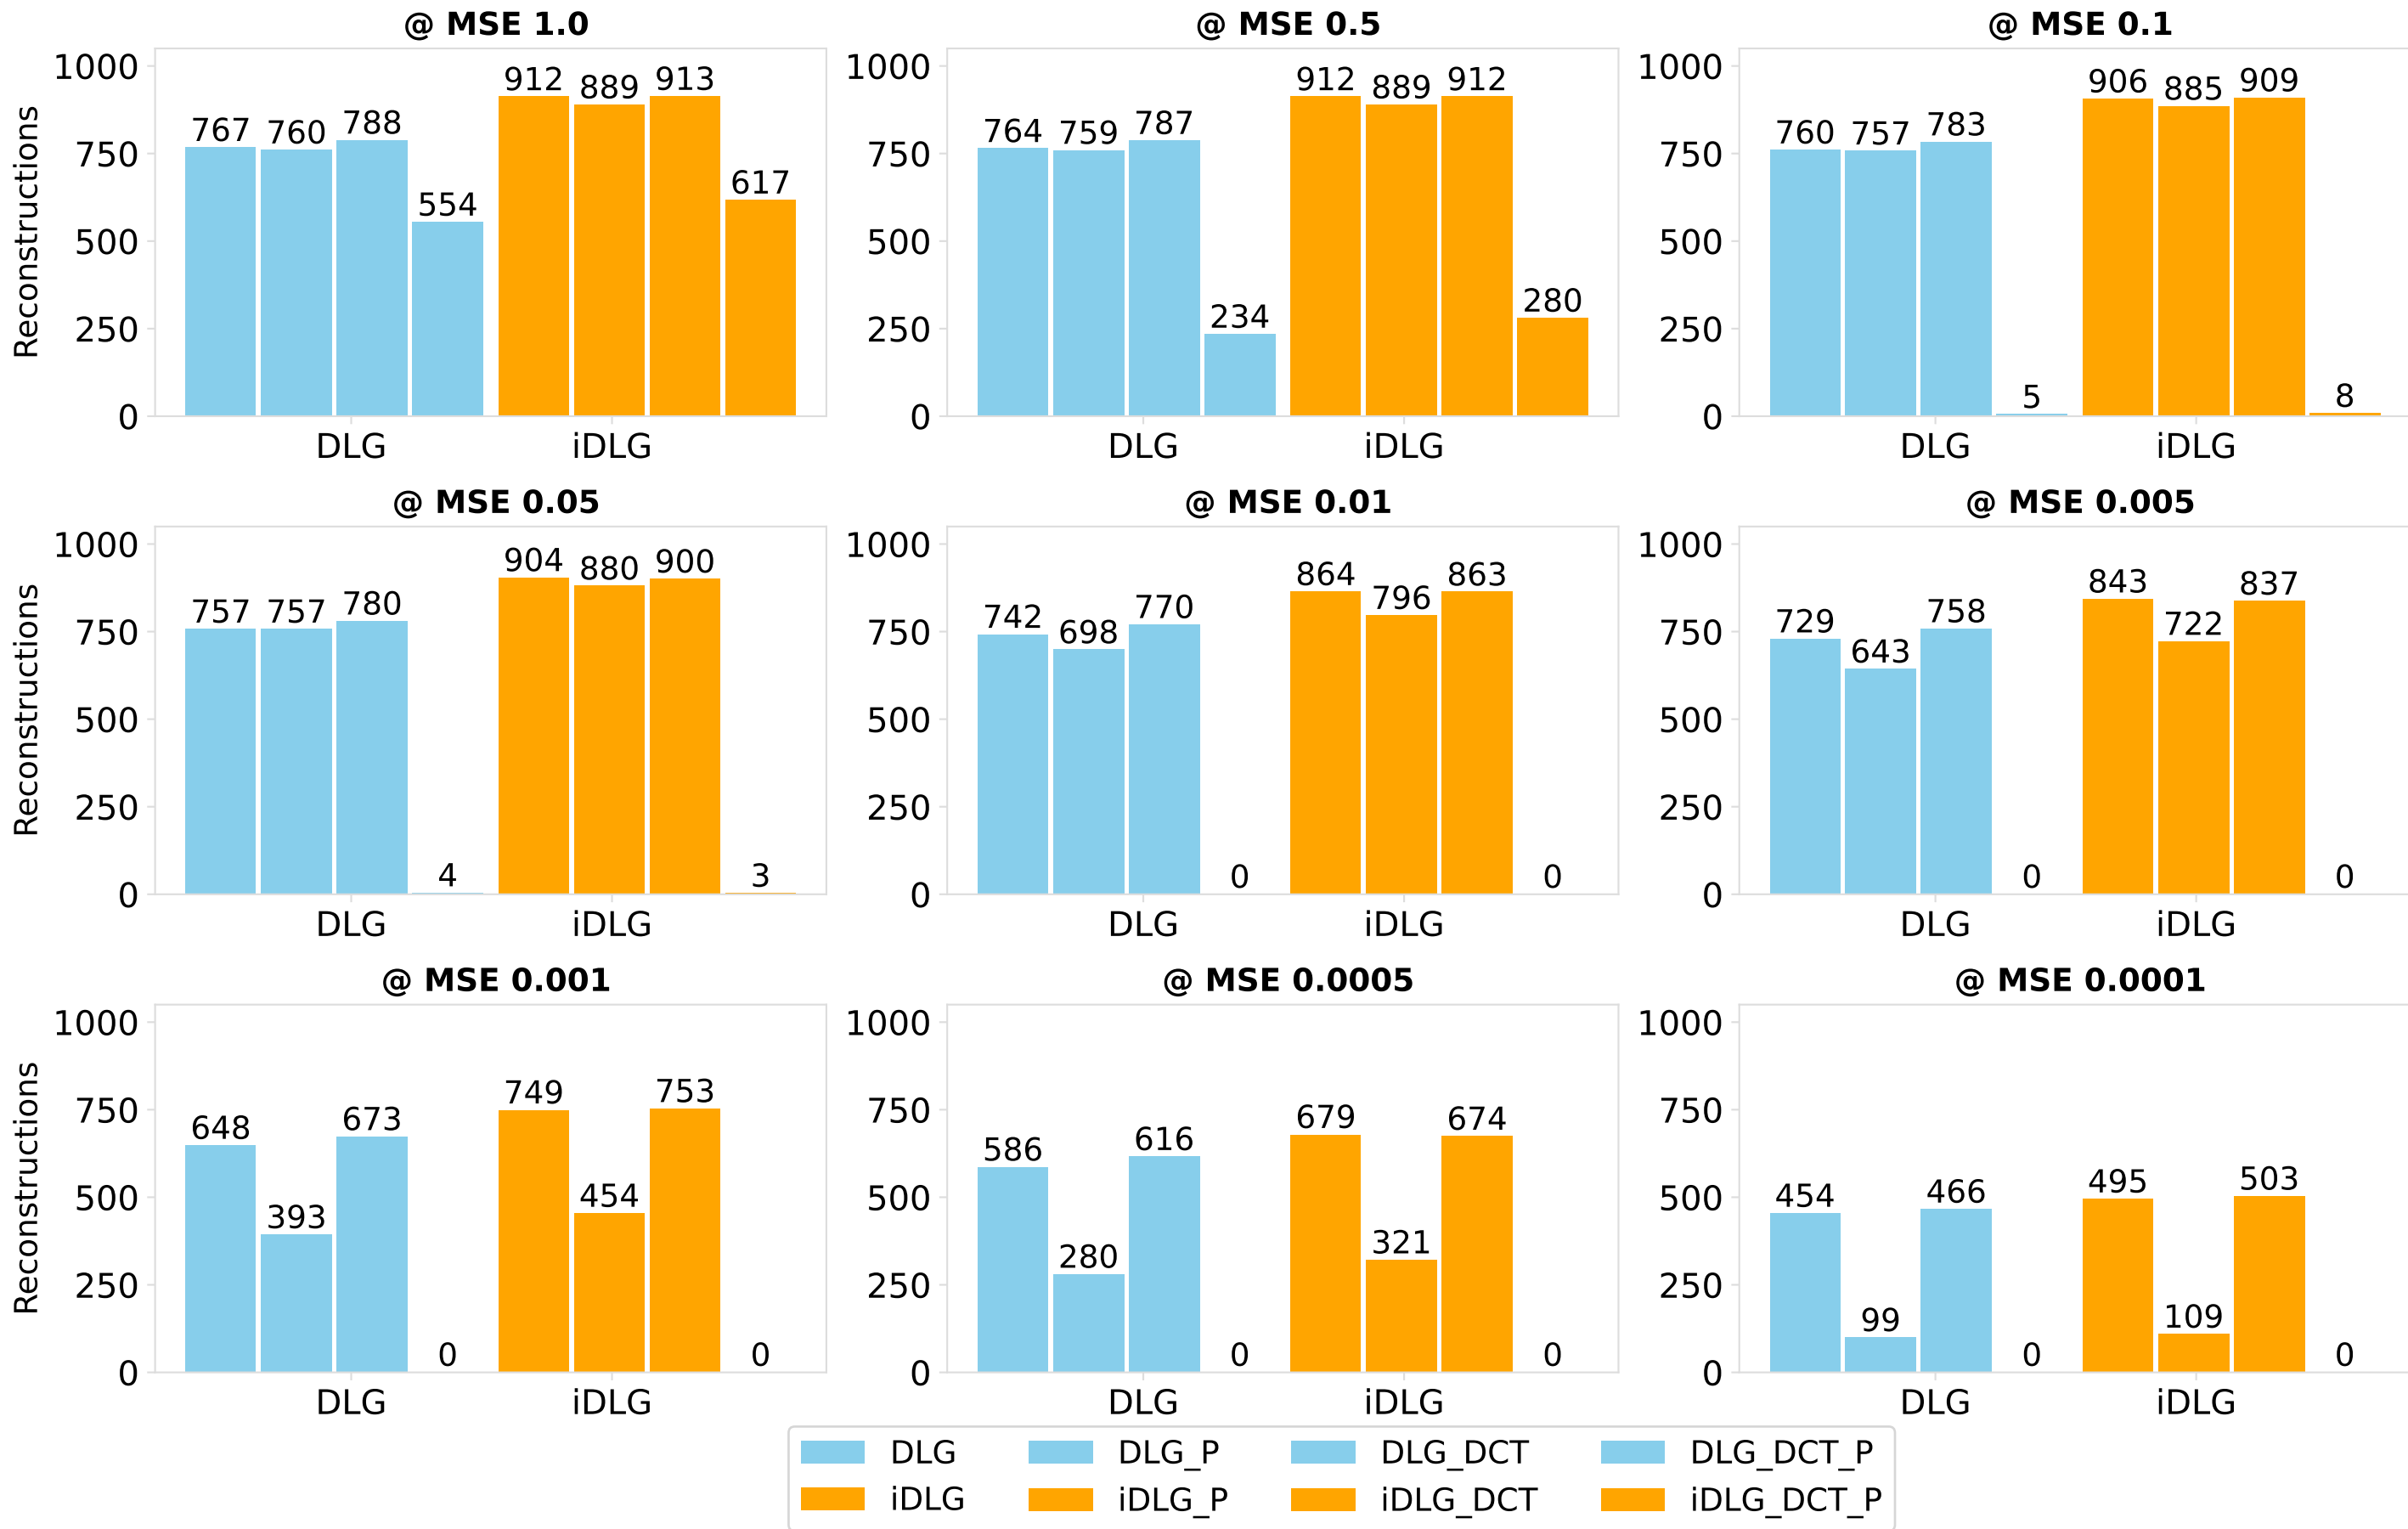 @ MSE 1.0
Reconstructions
1000
750
500
250
0
767 760 788 554 912 889 913 617
DLG iDLG
@ MSE 0.5
1000
750
500
250
0
764 759 787 234 912 889 912 280
DLG iDLG
@ MSE 0.1
1000
750
500
250
0
760 757 783 5 906 885 909 8
DLG iDLG
@ MSE 0.05
Reconstructions
1000
750
500
250
0
757 757 780 4 904 880 900 3
DLG iDLG
@ MSE 0.01
1000
750
500
250
0
742 698 770 0 864 796 863 0
DLG iDLG
@ MSE 0.005
1000
750
500
250
0
729 643 758 0 843 722 837 0
DLG iDLG
@ MSE 0.001
Reconstructions
1000
750
500
250
0
648 393 673 0 749 454 753 0
DLG iDLG
@ MSE 0.0005
1000
750
500
250
0
586 280 616 0 679 321 674 0
DLG iDLG
@ MSE 0.0001
1000
750
500
250
0
454 99 466 0 495 109 503 0
DLG iDLG
DLG DLG_P DLG_DCT DLG_DCT_P
iDLG iDLG_P iDLG_DCT iDLG_DCT_P